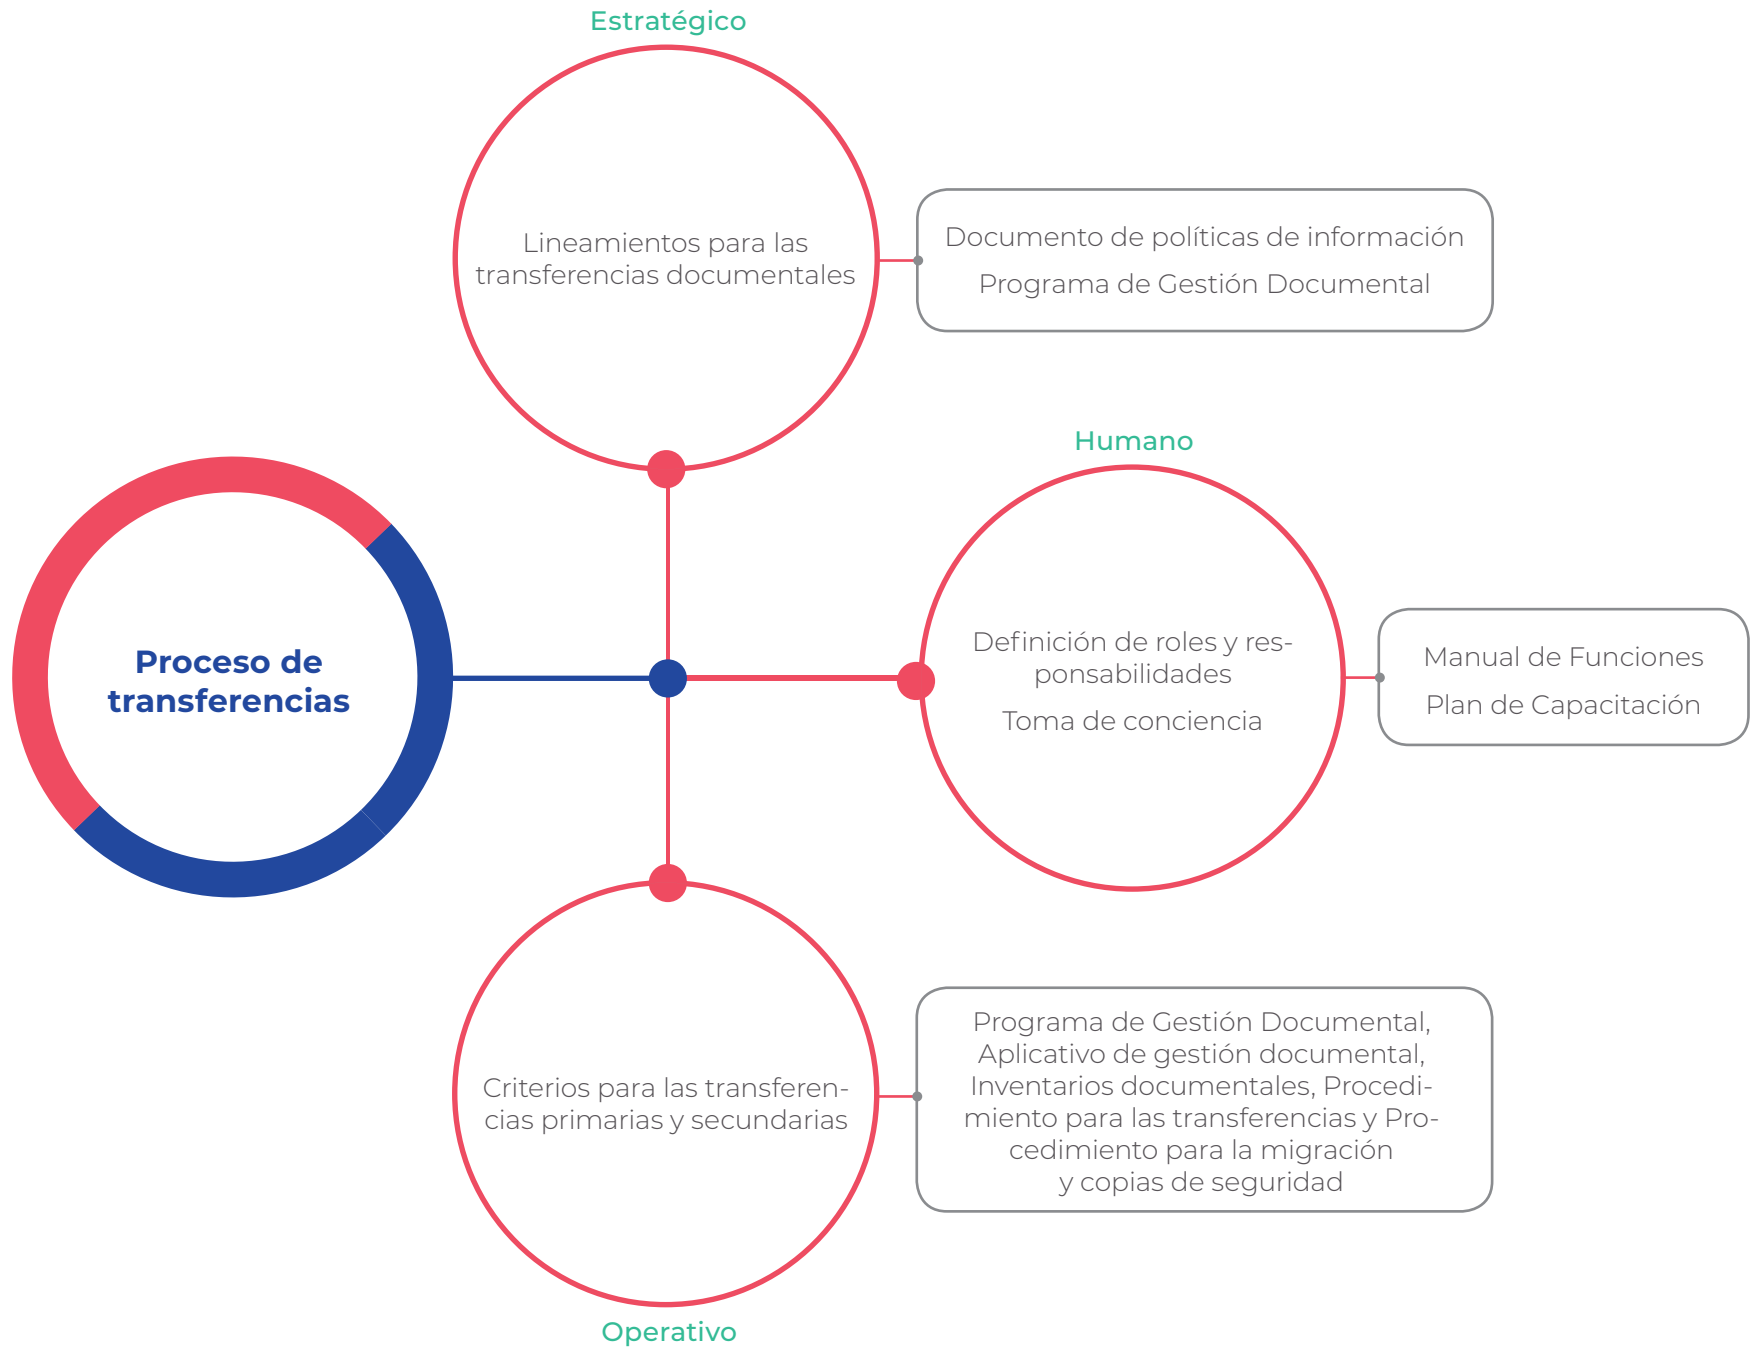 Estratégico
Lineamientos para las
transferencias documentales
Documento de políticas de información
Programa de Gestión Documental
Humano
Definición de roles y res-
ponsabilidades
Toma de conciencia
Manual de Funciones
Plan de Capacitación
Proceso de
transferencias
Criterios para las transferen-
cias primarias y secundarias
Programa de Gestión Documental,
Aplicativo de gestión documental,
Inventarios documentales, Procedi-
miento para las transferencias y Pro-
cedimiento para la migración
y copias de seguridad
Operativo